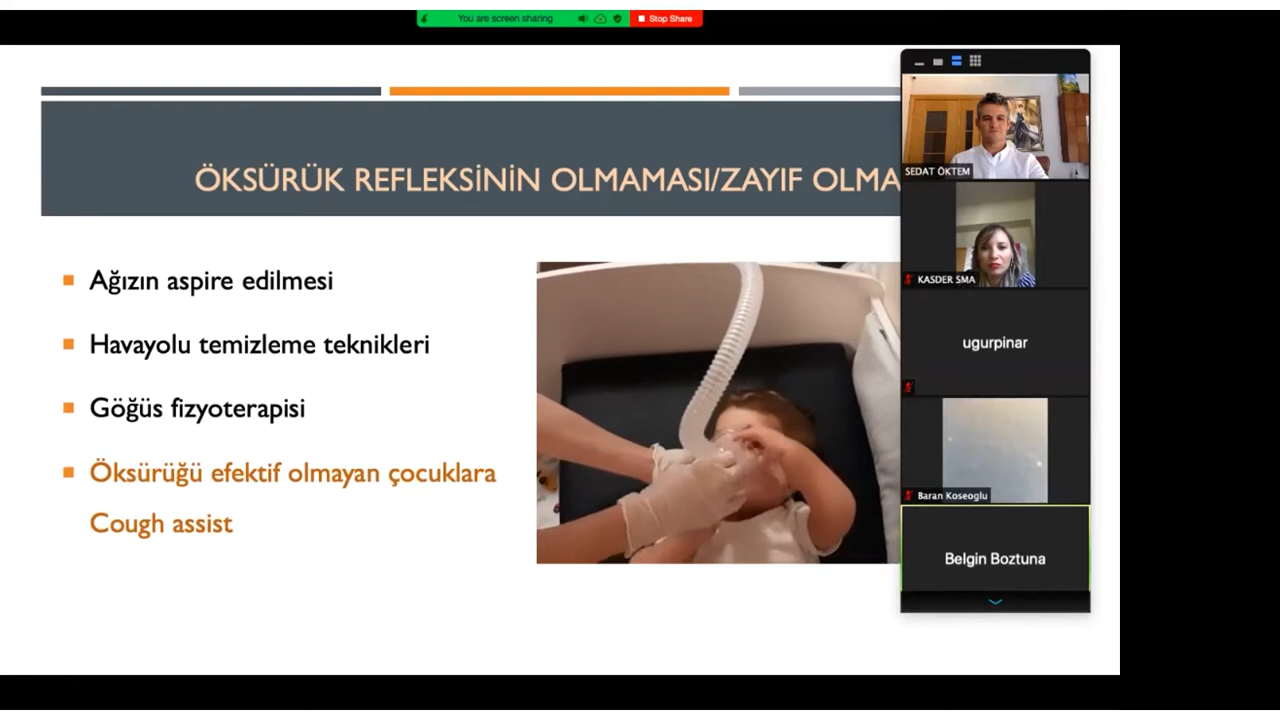 You are screen sharing
Stop Share
ÖKSÜRÜK REFLEKSİNİN OLMAMASI/ZAYIF OLMA
Ağızın aspire edilmesi
Havayolu temizleme teknikleri
Göğüs fizyoterapisi
Öksürüğü efektif olmayan çocuklara
Cough assist
SEDAT ÖKTEM
KASDER SMA
ugurpinar
Baran Koseoglu
Belgin Boztuna